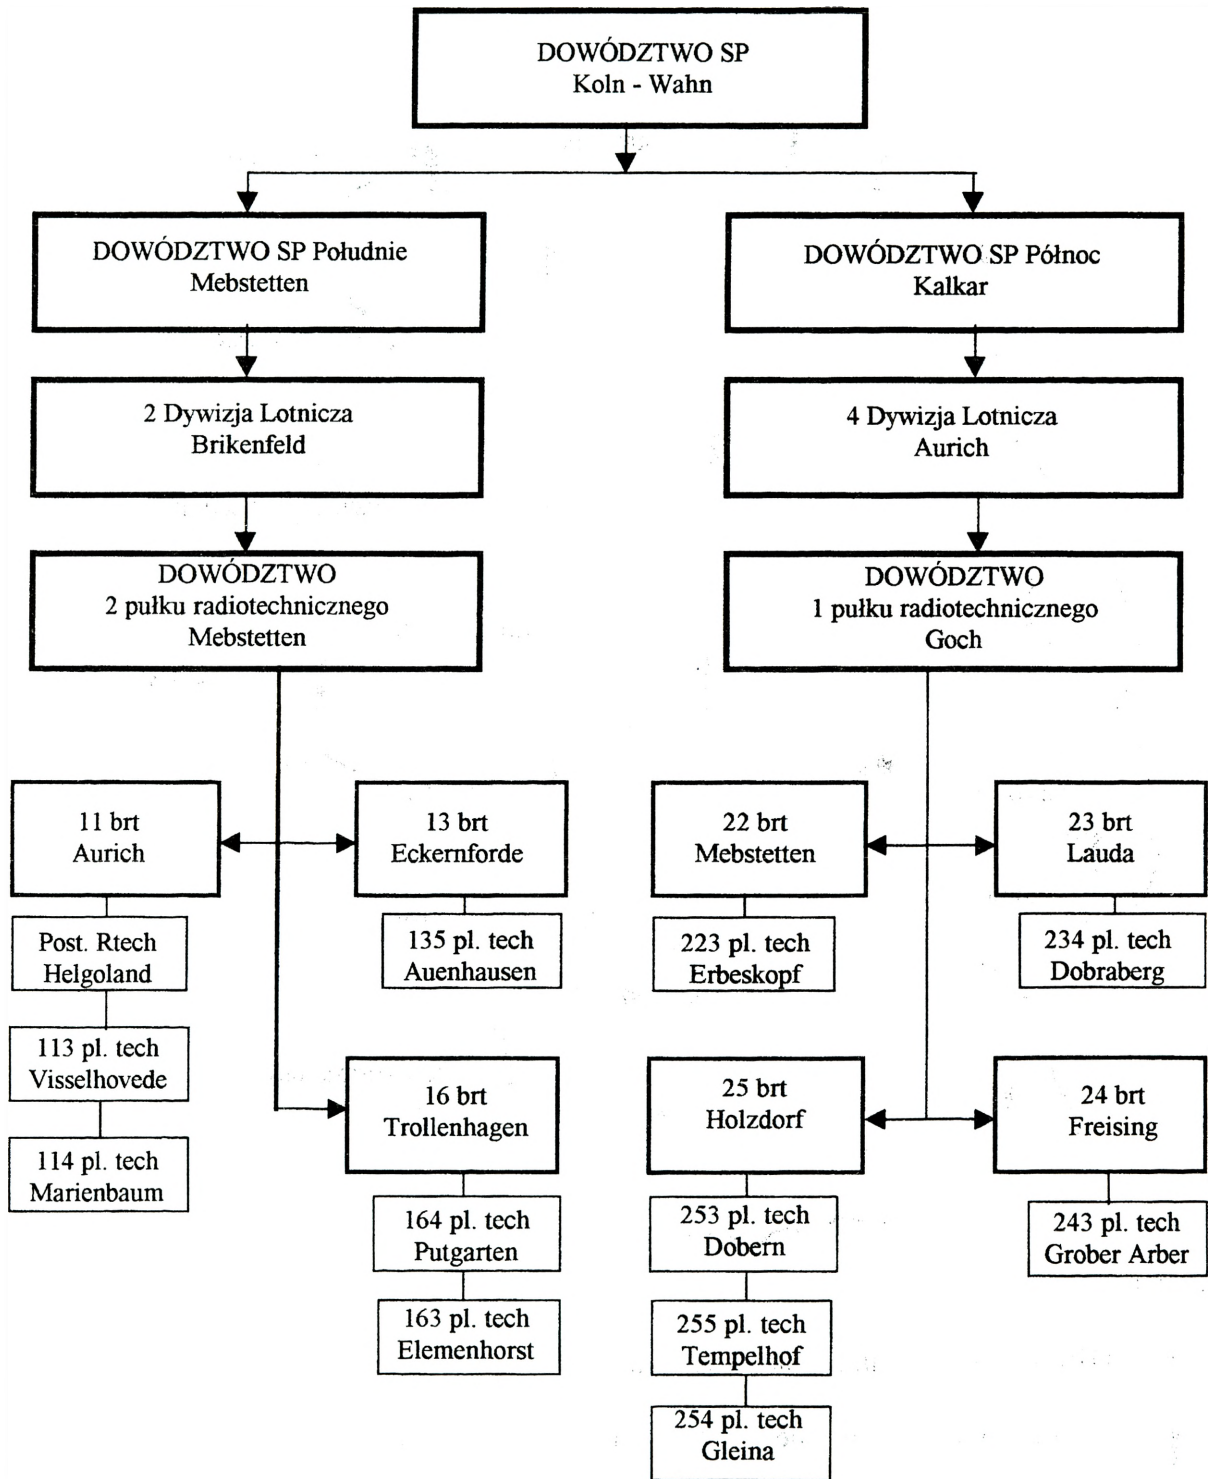 DOWÓDZTWO SP
Koln - Wahn
DOWÓDZTWO SP Południe
Mebstetten
DOWÓDZTWO SP Północ
Kalkar
2 Dywizja Lotnicza
Brikenfeld
4 Dywizja Lotnicza
Aurich
DOWÓDZTWO
2 pułku radiotechnicznego
Mebstetten
DOWÓDZTWO
1 pułku radiotechnicznego
Goch
11 brt
Aurich
13 brt
Eckernforde
22 brt
Mebstetten
23 brt
Lauda
Post. Rtech
Helgoland
135 pl. tech
Auenhausen
223 pl. tech
Erbeskopf
234 pl. tech
Dobraberg
113 pl. tech
Visselhovede
114 pl. tech
Marienbaum
16 brt
Trollenhagen
25 brt
Holzdorf
24 brt
Freising
164 pl. tech
Putgarten
163 pl. tech
Elemenhorst
253 pl. tech
Dobern
255 pl. tech
Tempelhof
254 pl. tech
Gleina
243 pl. tech
Grober Arber